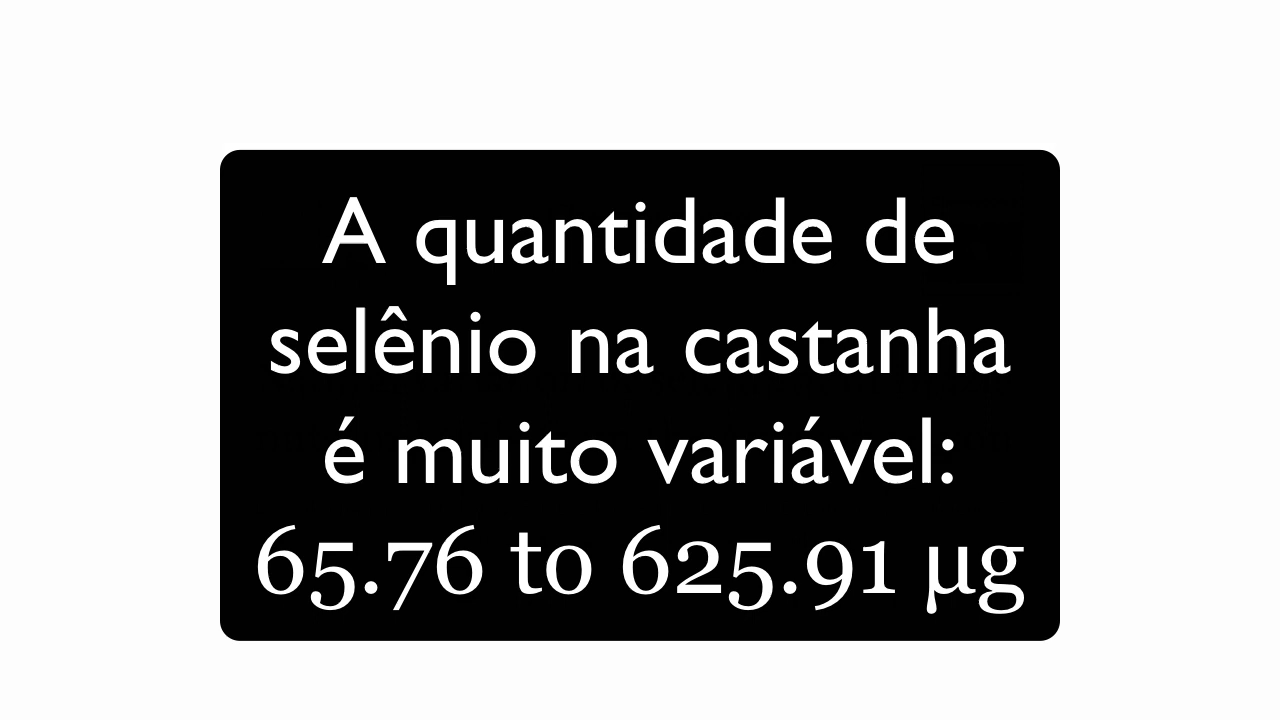 A quantidade de
selênio na castanha
é muito variável:
65.76 to 625.91 µg